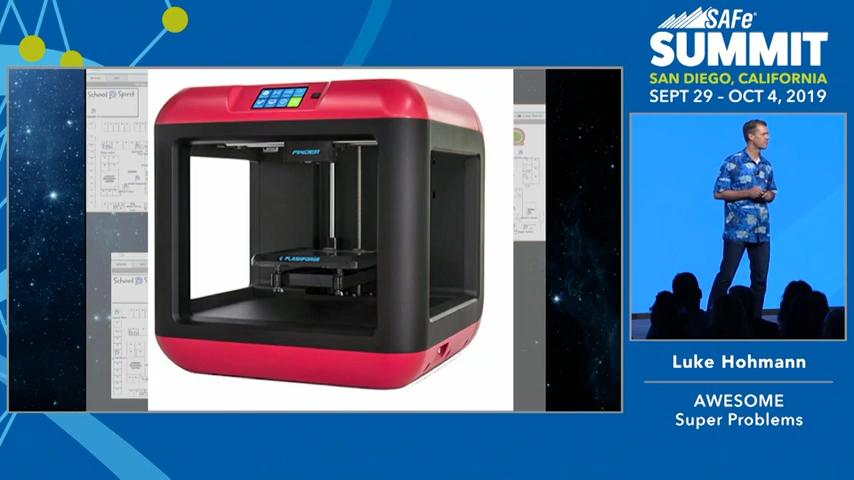 SAFe®
SUMMIT
SAN DIEGO, CALIFORNIA
SEPT 29 – OCT 4, 2019
School Spirit
FINDER
FLASHFORGE
School Spirit
Luke Hohmann
AWESOME
Super Problems